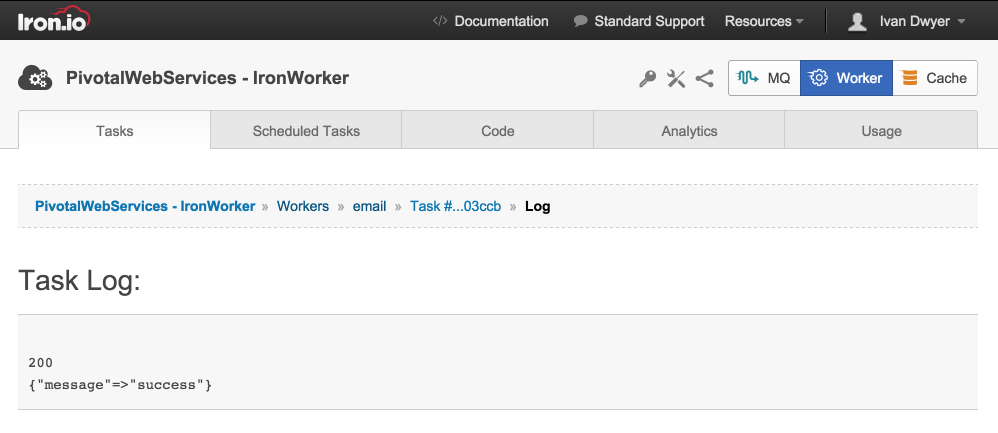 Iron.io
</> Documentation Standard Support Resources Ivan Dwyer
PivotalWebServices - IronWorker MQ Worker Cache
Tasks Scheduled Tasks Code Analytics Usage
PivotalWebServices - IronWorker » Workers » email » Task #...03ccb » Log
Task Log:
200
{"message"=>"success"}